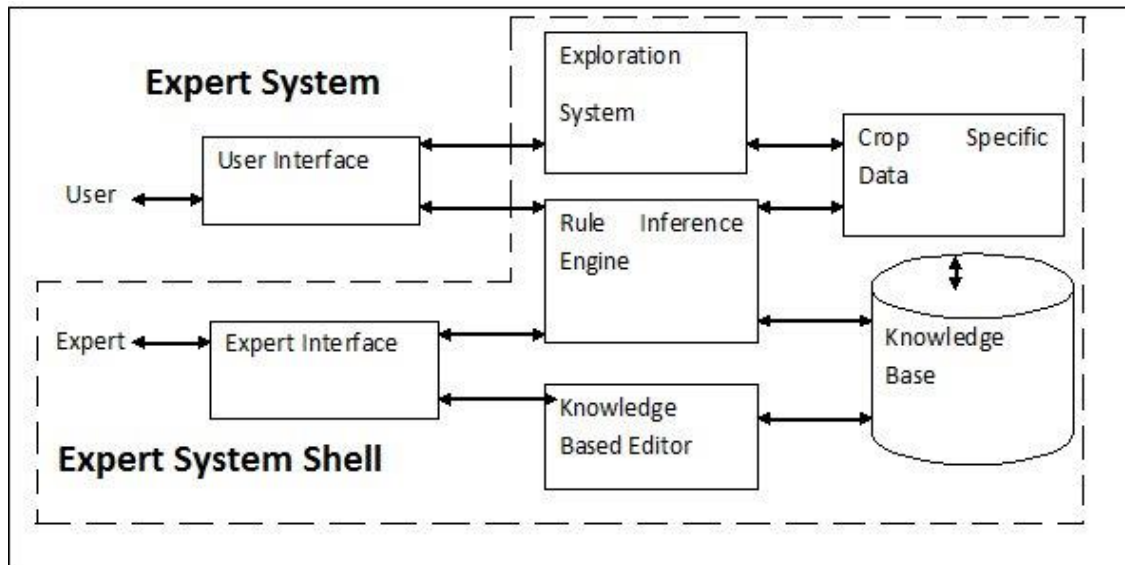 Expert System
Exploration
System
Crop Specific
Data
User Interface
User
Rule Inference
Engine
Expert
Expert Interface
Knowledge
Base
Knowledge
Based Editor
Expert System Shell